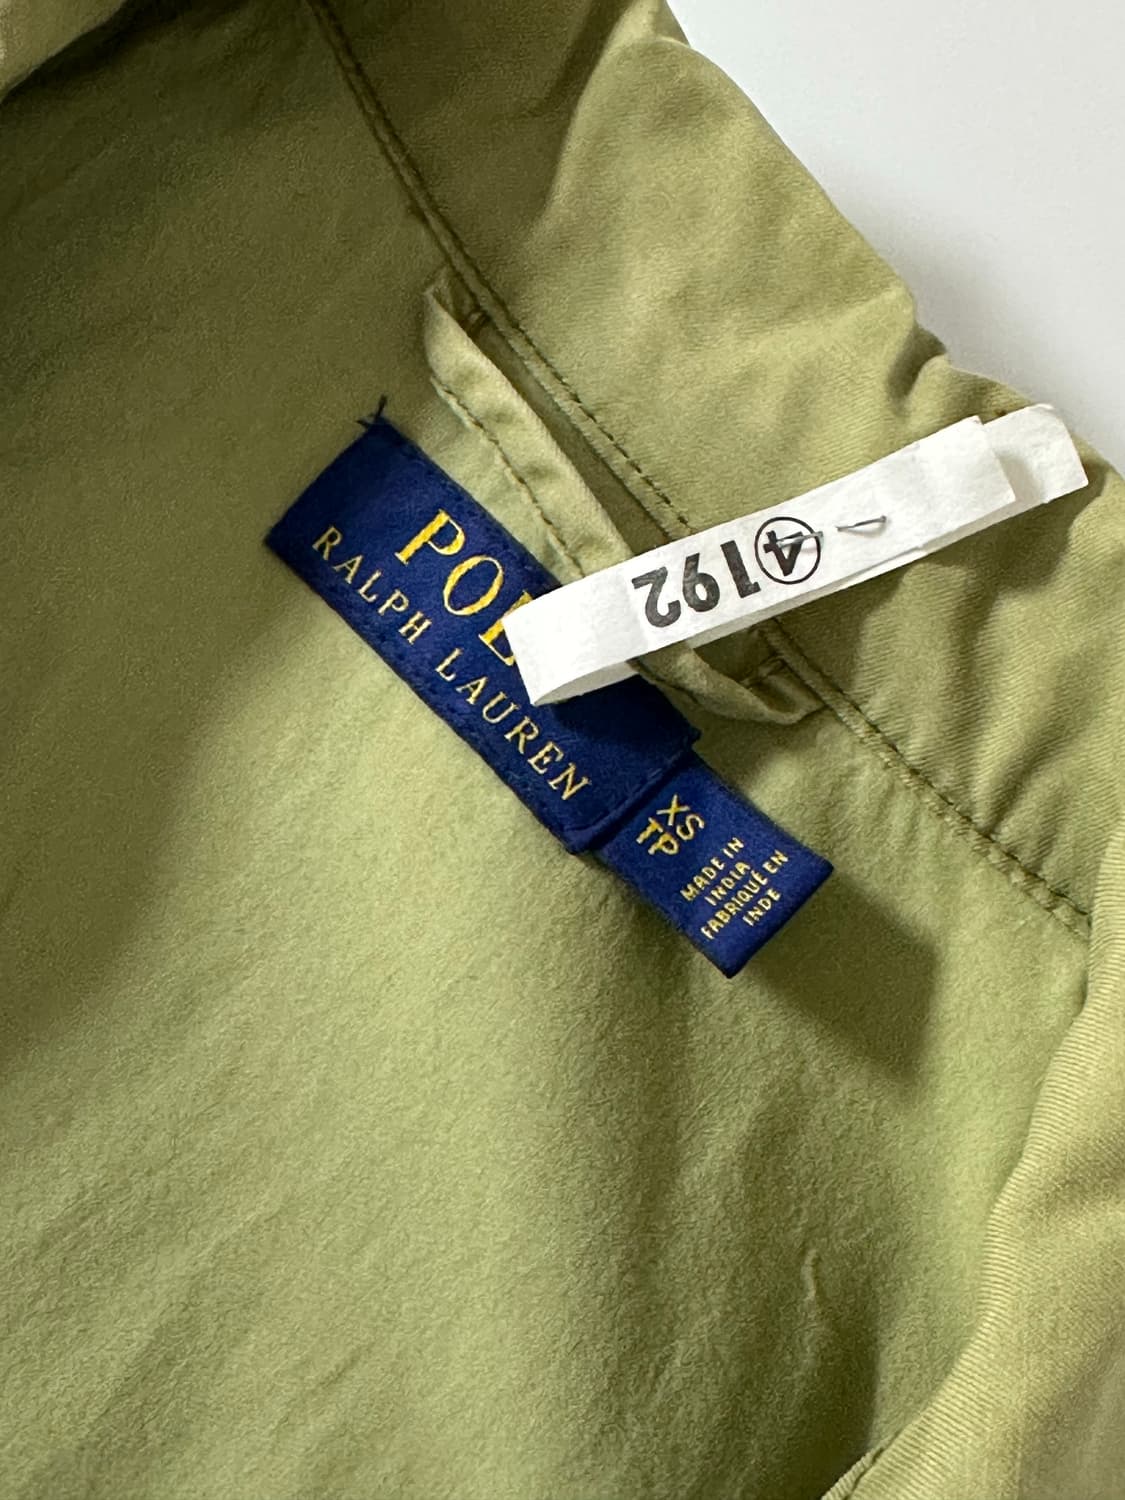 POL
RALPH LAUREN
④192
XS
TP
MADE IN
INDIA
FABRIQUÉ EN
INDE